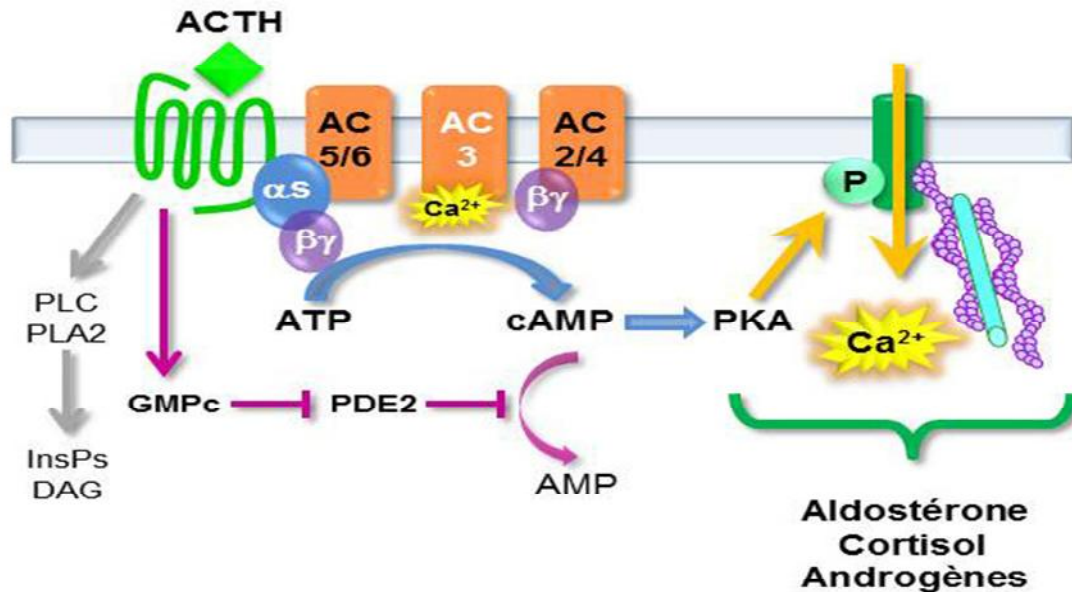 ACTH
AC
5/6
AC
3
AC
2/4
αs
βγ
Ca²⁺
βγ
P
PLC
PLA2
ATP
cAMP
PKA
Ca²⁺
GMPc
PDE2
InsPs
DAG
AMP
Aldostérone
Cortisol
Androgènes